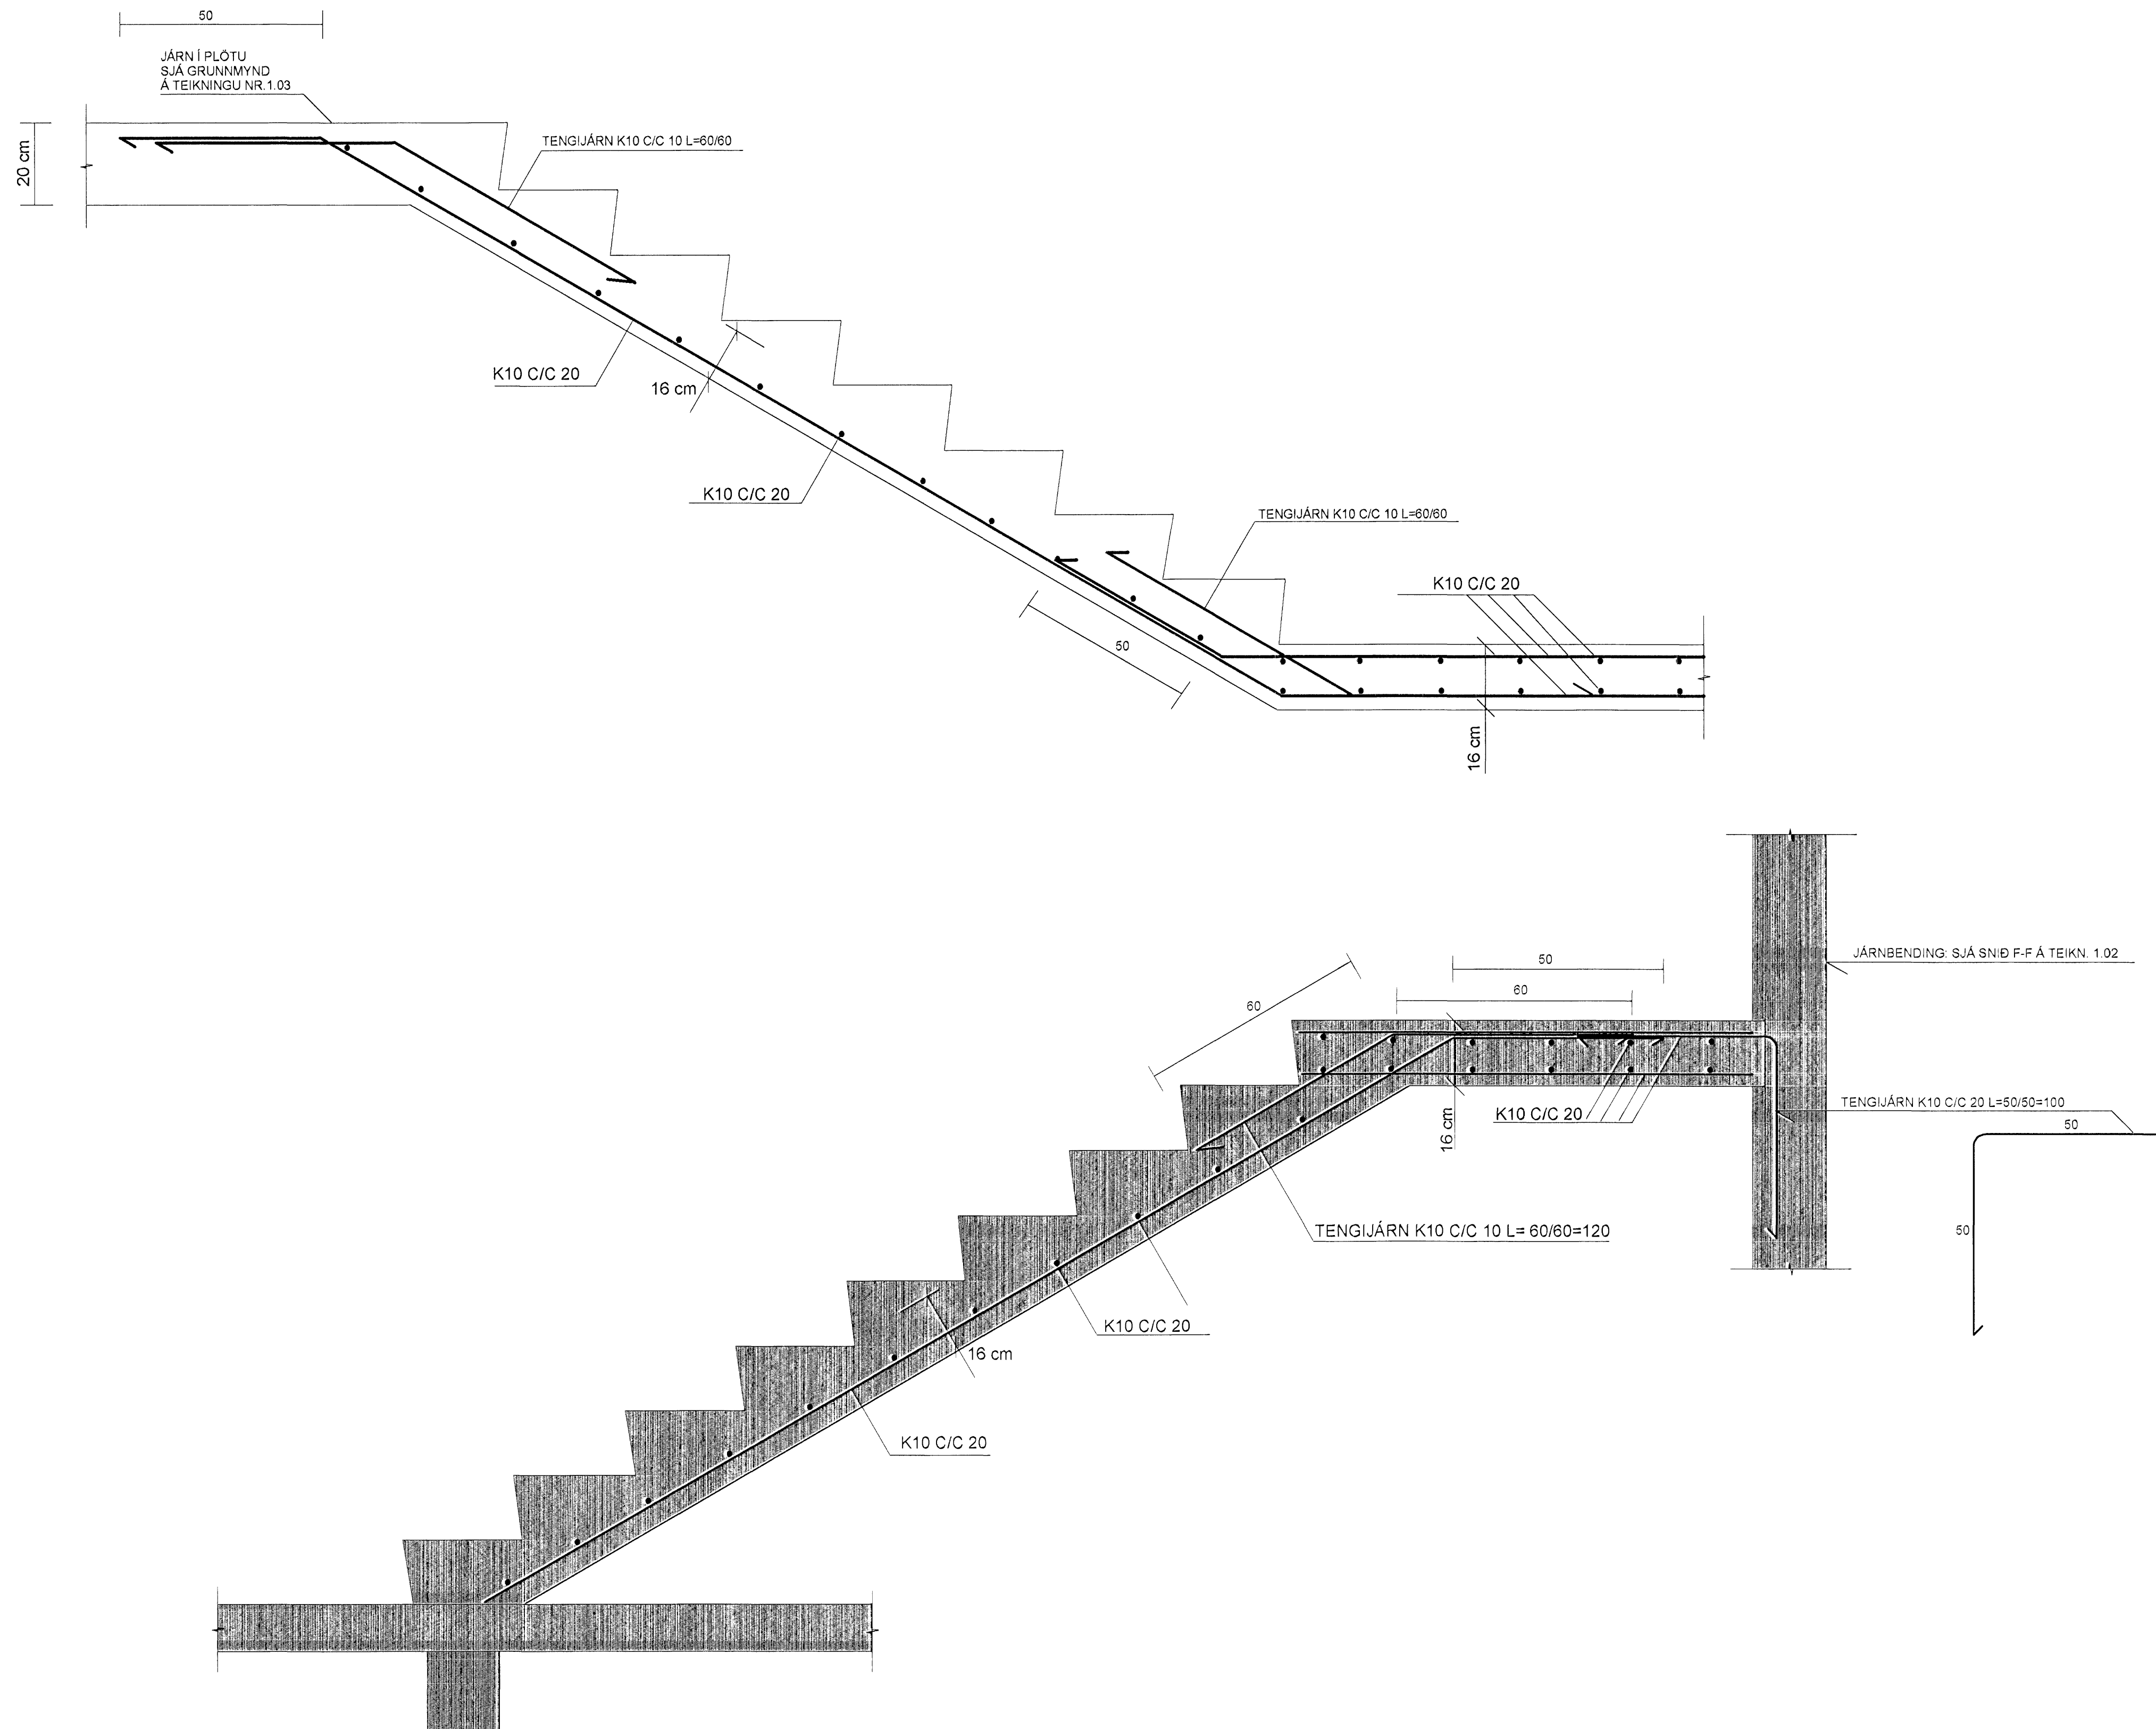 50
JÁRN Í PLÖTU
SJÁ GRUNNMYND
Á TEIKNINGU NR.1.03
20 cm
TENGIJÁRN K10 C/C 10 L=60/60
K10 C/C 20
16 cm
K10 C/C 20
TENGIJÁRN K10 C/C 10 L=60/60
K10 C/C 20
50
16 cm
JÁRNBENDING: SJÁ SNIÐ F-F Á TEIKN. 1.02
50
60
60
TENGIJÁRN K10 C/C 20 L=50/50=100
K10 C/C 20
50
16 cm
50
TENGIJÁRN K10 C/C 10 L= 60/60=120
K10 C/C 20
16 cm
K10 C/C 20